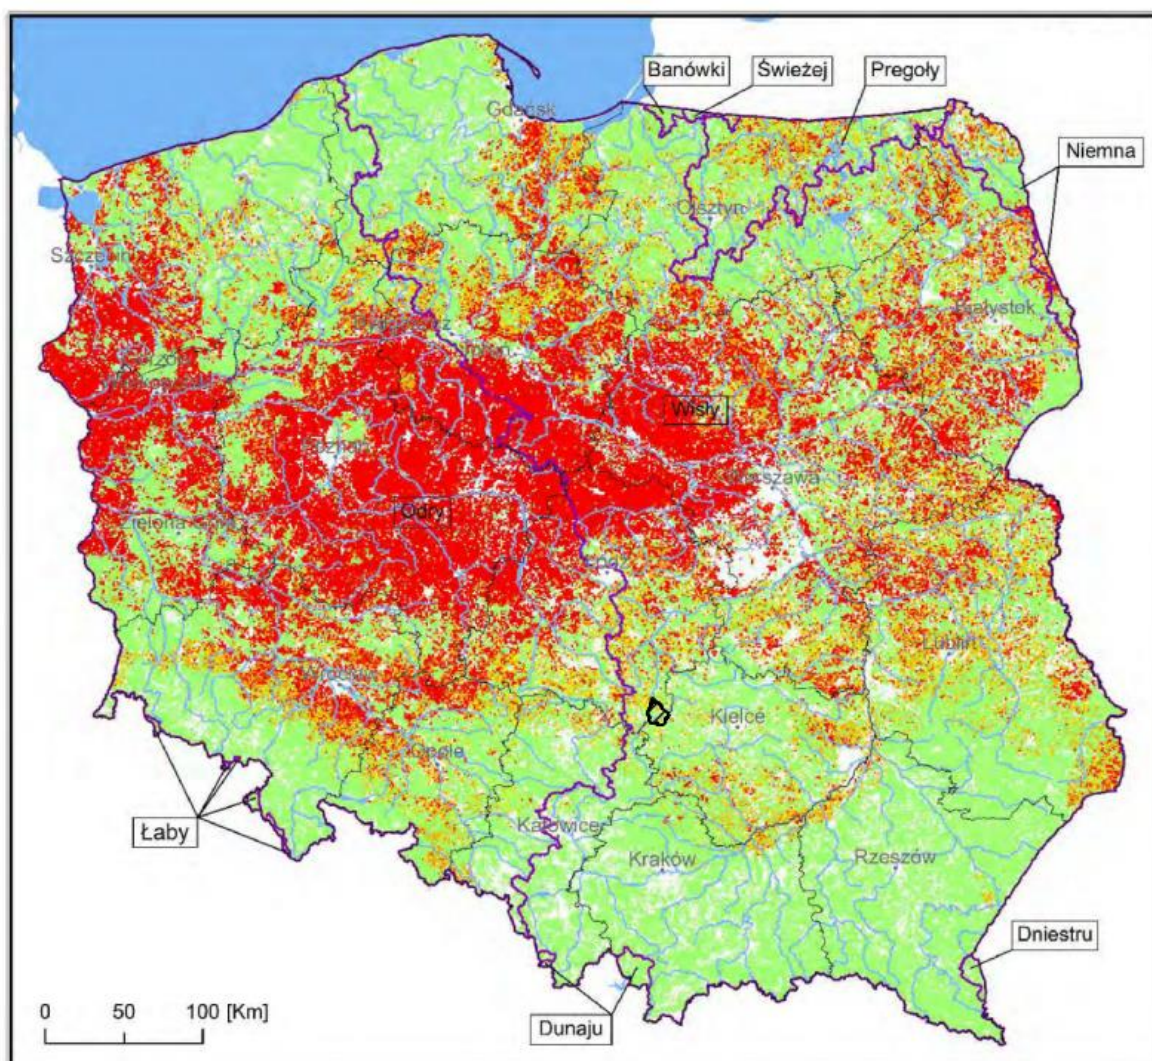 Banówki
Świeżej
Pregoły
Gdańsk
Niemna
Olsztyn
Szczecin
Białystok
Wisły
Warszawa
Odry
Zielona Góra
Lublin
Wrocław
Kielce
Opole
Łaby
Katowice
Kraków
Rzeszów
Dniestru
0 50 100 [Km]
Dunaju